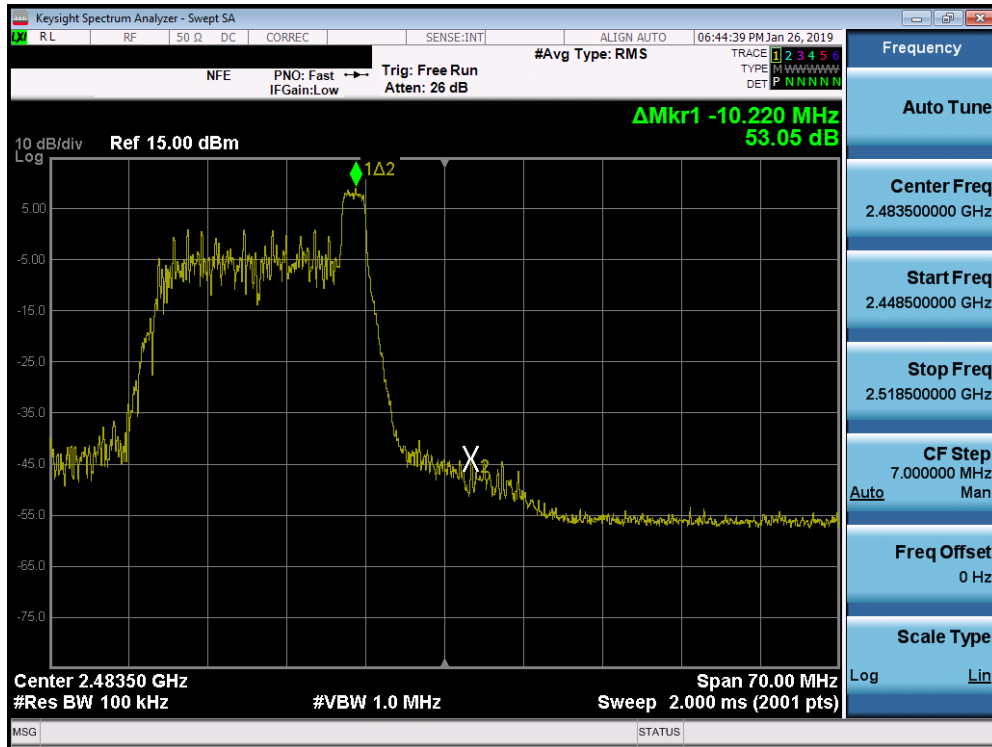 Keysight Spectrum Analyzer - Swept SA
LXI RL RF 50 Ω DC CORREC SENSE:INT ALIGN AUTO 06:44:39 PM Jan 26, 2019
NFE PNO: Fast Trig: Free Run #Avg Type: RMS TRACE 1 2 3 4 5 6
IFGain:Low Atten: 26 dB TYPE M W W W W W
DET P N N N N N
ΔMkr1 -10.220 MHz
53.05 dB
10 dB/div Ref 15.00 dBm
Log
1Δ2
5.00
-5.00
-15.0
-25.0
-35.0
-45.0
X2
-55.0
-65.0
-75.0
Center 2.48350 GHz Span 70.00 MHz
#Res BW 100 kHz #VBW 1.0 MHz Sweep 2.000 ms (2001 pts)
MSG STATUS
Frequency
Auto Tune
Center Freq
2.483500000 GHz
Start Freq
2.448500000 GHz
Stop Freq
2.518500000 GHz
CF Step
7.000000 MHz
Auto Man
Freq Offset
0 Hz
Scale Type
Log Lin